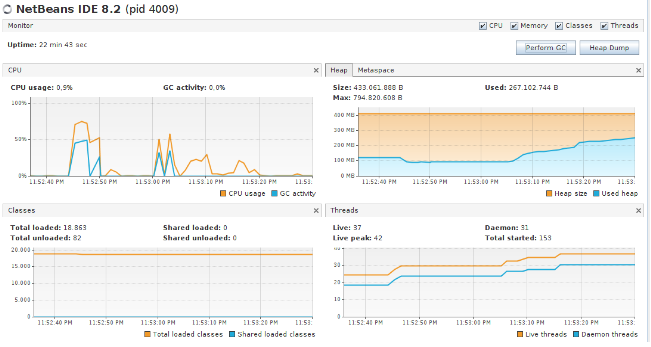 NetBeans IDE 8.2 (pid 4009)
Monitor
CPU Memory Classes Threads
Uptime: 22 min 43 sec
Perform GC Heap Dump
CPU
CPU usage: 0,9% GC activity: 0,0%
100%
50%
0%
11:52:40 PM 11:52:50 PM 11:53:00 PM 11:53:10 PM 11:53:20 PM 11:53:
CPU usage GC activity
Heap Metaspace
Size: 433.061.888 B Used: 267.102.744 B
Max: 794.820.608 B
400 MB
300 MB
200 MB
100 MB
0 MB
11:52:40 PM 11:52:50 PM 11:53:00 PM 11:53:10 PM 11:53:20 PM 11:53:
Heap size Used heap
Classes
Total loaded: 18.863 Shared loaded: 0
Total unloaded: 82 Shared unloaded: 0
20.000
15.000
10.000
5.000
0
11:52:40 PM 11:52:50 PM 11:53:00 PM 11:53:10 PM 11:53:20 PM 11:53:
Total loaded classes Shared loaded classes
Threads
Live: 37 Daemon: 31
Live peak: 42 Total started: 153
40
30
20
10
0
11:52:40 PM 11:52:50 PM 11:53:00 PM 11:53:10 PM 11:53:20 PM 11:53:
Live threads Daemon threads